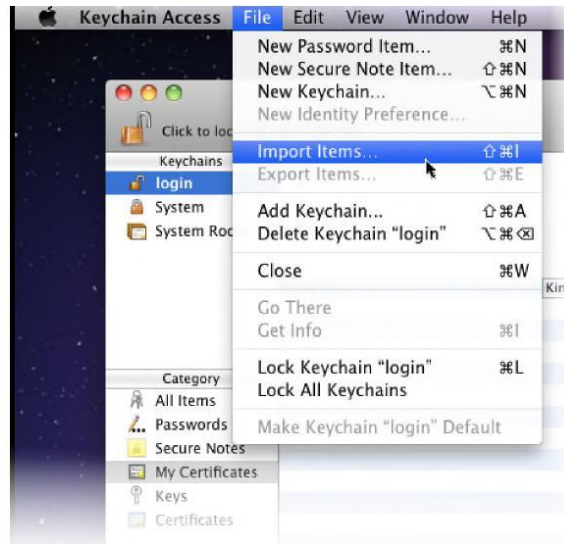 Keychain Access File Edit View Window Help
New Password Item... ⌘N
New Secure Note Item... ⇧⌘N
New Keychain... ⌥⌘N
New Identity Preference...
Import Items... ⇧⌘I
Export Items... ⇧⌘E
Add Keychain... ⇧⌘A
Delete Keychain “login” ⌥⌘⌫
Close ⌘W
Go There
Get Info ⌘I
Lock Keychain “login” ⌘L
Lock All Keychains
Make Keychain “login” Default
Click to loc
Keychains
login
System
System Roo
Kin
Category
All Items
Passwords
Secure Notes
My Certificates
Keys
Certificates